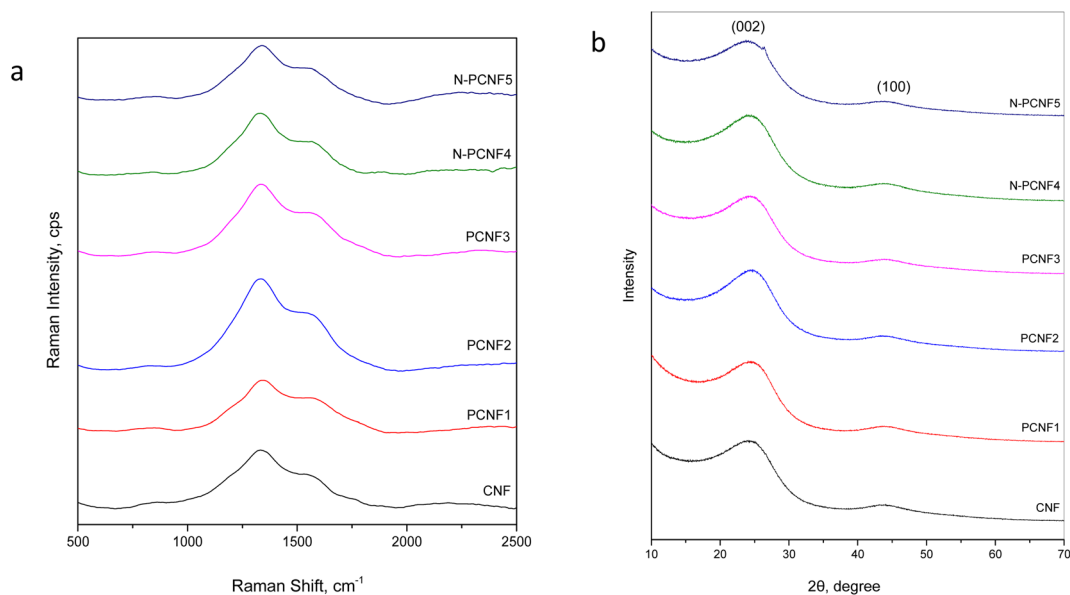 a
N-PCNF5
N-PCNF4
PCNF3
PCNF2
PCNF1
CNF
Raman Intensity, cps
500 1000 1500 2000 2500
Raman Shift, cm⁻¹
b
(002)
(100)
N-PCNF5
N-PCNF4
PCNF3
PCNF2
PCNF1
CNF
Intensity
10 20 30 40 50 60 70
2θ, degree